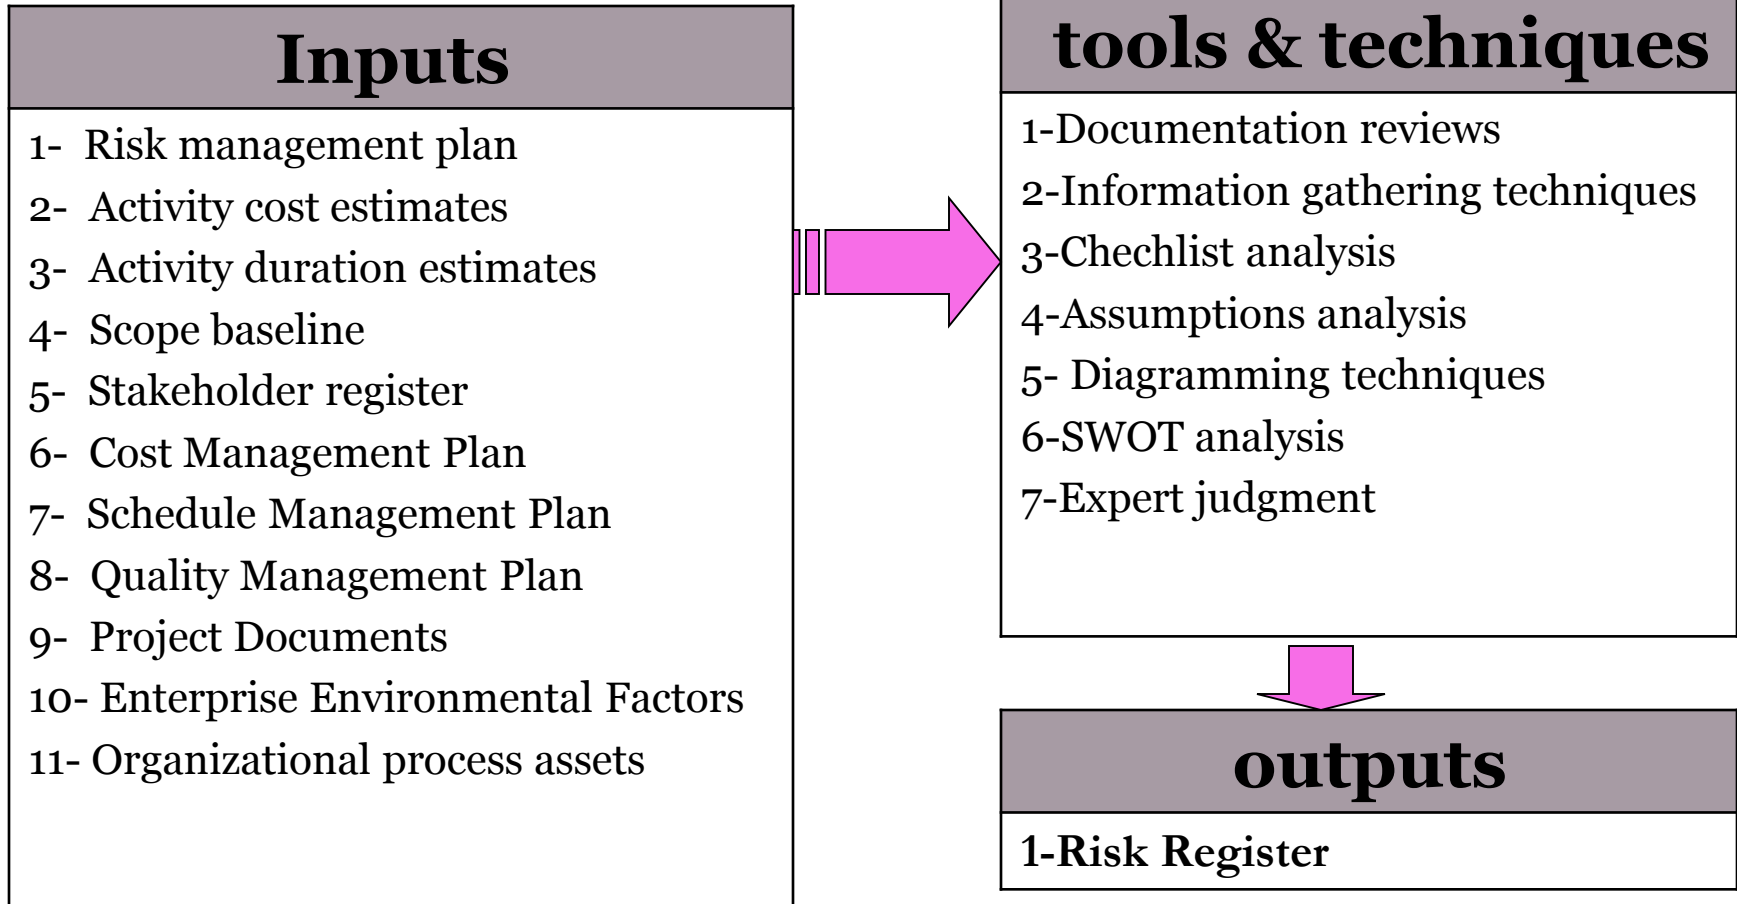 Inputs
1- Risk management plan
2- Activity cost estimates
3- Activity duration estimates
4- Scope baseline
5- Stakeholder register
6- Cost Management Plan
7- Schedule Management Plan
8- Quality Management Plan
9- Project Documents
10- Enterprise Environmental Factors
11- Organizational process assets
tools & techniques
1-Documentation reviews
2-Information gathering techniques
3-Chechlist analysis
4-Assumptions analysis
5- Diagramming techniques
6-SWOT analysis
7-Expert judgment
outputs
1-Risk Register